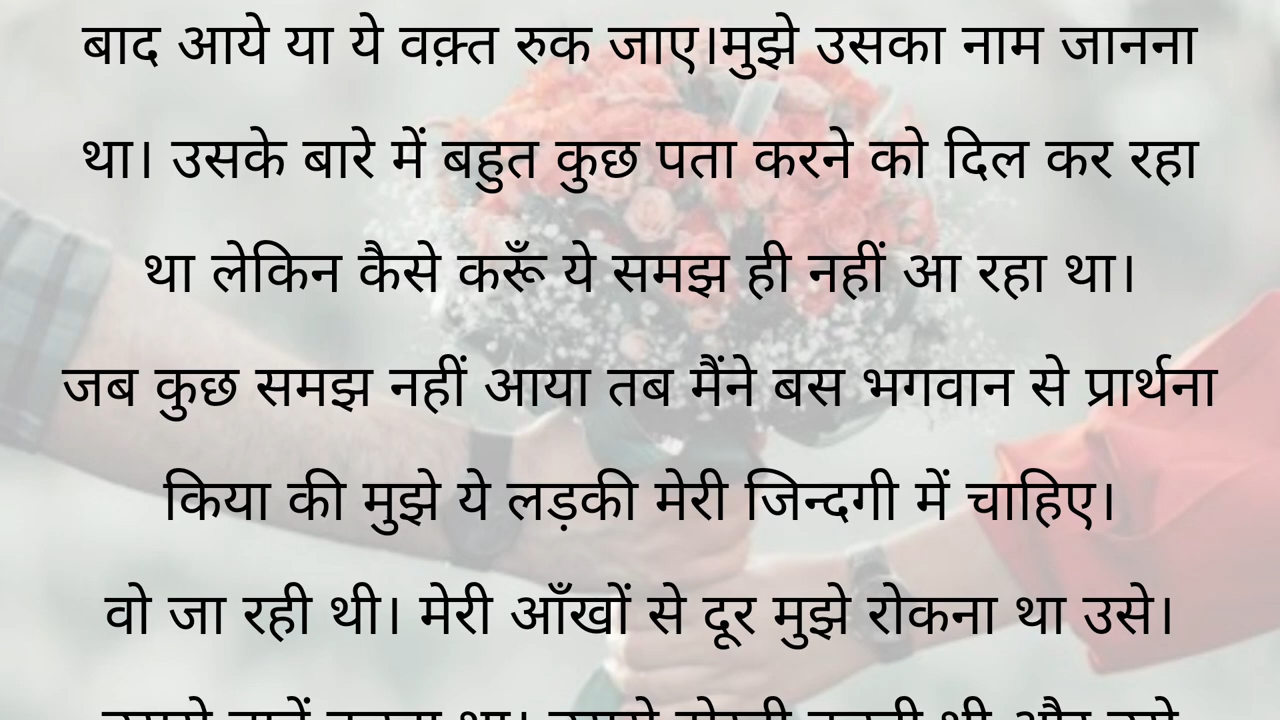 बाद आये या ये वक़्त रुक जाए।मुझे उसका नाम जानना
था। उसके बारे में बहुत कुछ पता करने को दिल कर रहा
था लेकिन कैसे करूँ ये समझ ही नहीं आ रहा था।
जब कुछ समझ नहीं आया तब मैंने बस भगवान से प्रार्थना
किया की मुझे ये लड़की मेरी जिन्दगी में चाहिए।
वो जा रही थी। मेरी आँखों से दूर मुझे रोकना था उसे।